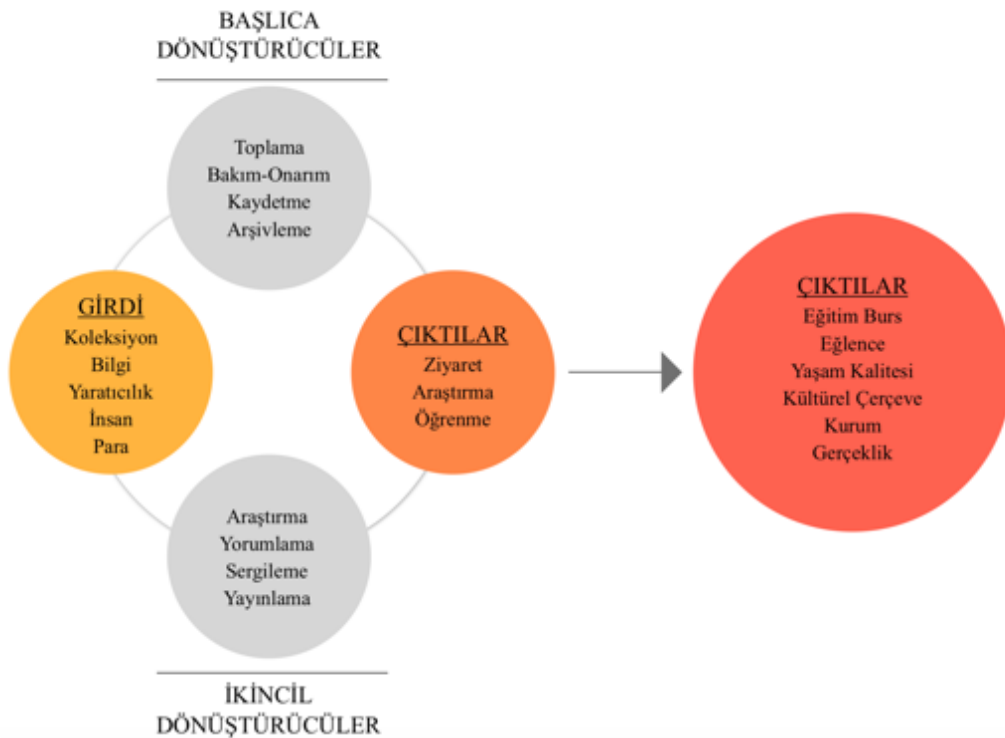 BAŞLICA
DÖNÜŞTÜRÜCÜLER
Toplama
Bakım-Onarım
Kaydetme
Arşivleme
GİRDİ
Koleksiyon
Bilgi
Yaratıcılık
İnsan
Para
ÇIKTILAR
Ziyaret
Araştırma
Öğrenme
ÇIKTILAR
Eğitim Burs
Eğlence
Yaşam Kalitesi
Kültürel Çerçeve
Kurum
Gerçeklik
Araştırma
Yorumlama
Sergileme
Yayınlama
İKİNCİL
DÖNÜŞTÜRÜCÜLER